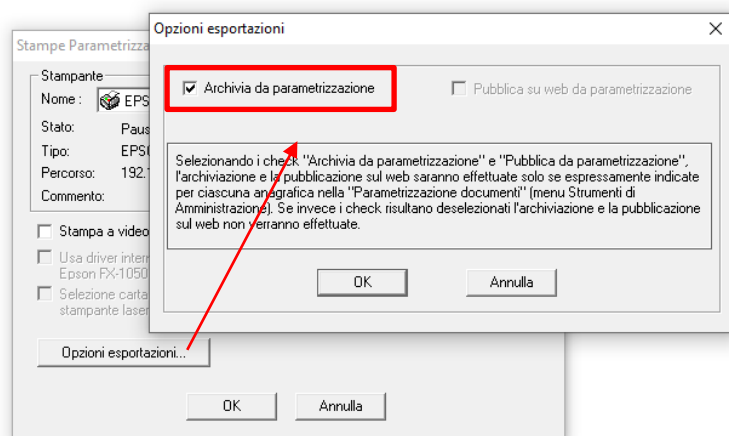 Opzioni esportazioni
Stampe Parametrizza
Stampante
Nome :
EPS
Stato:
Paus
Tipo:
EPS
Percorso:
192.
Commento:
Stampa a video
Usa driver intern
Epson FX-1050
Selezione carta
stampante laser
Opzioni esportazioni...
OK
Annulla
Archivia da parametrizzazione
Pubblica su web da parametrizzazione
Selezionando i check "Archivia da parametrizzazione" e "Pubblica da parametrizzazione",
l'archiviazione e la pubblicazione sul web saranno effettuate solo se espressamente indicate
per ciascuna anagrafica nella "Parametrizzazione documenti" (menu Strumenti di
Amministrazione). Se invece i check risultano deselezionati l'archiviazione e la pubblicazione
sul web non verranno effettuate.
OK
Annulla